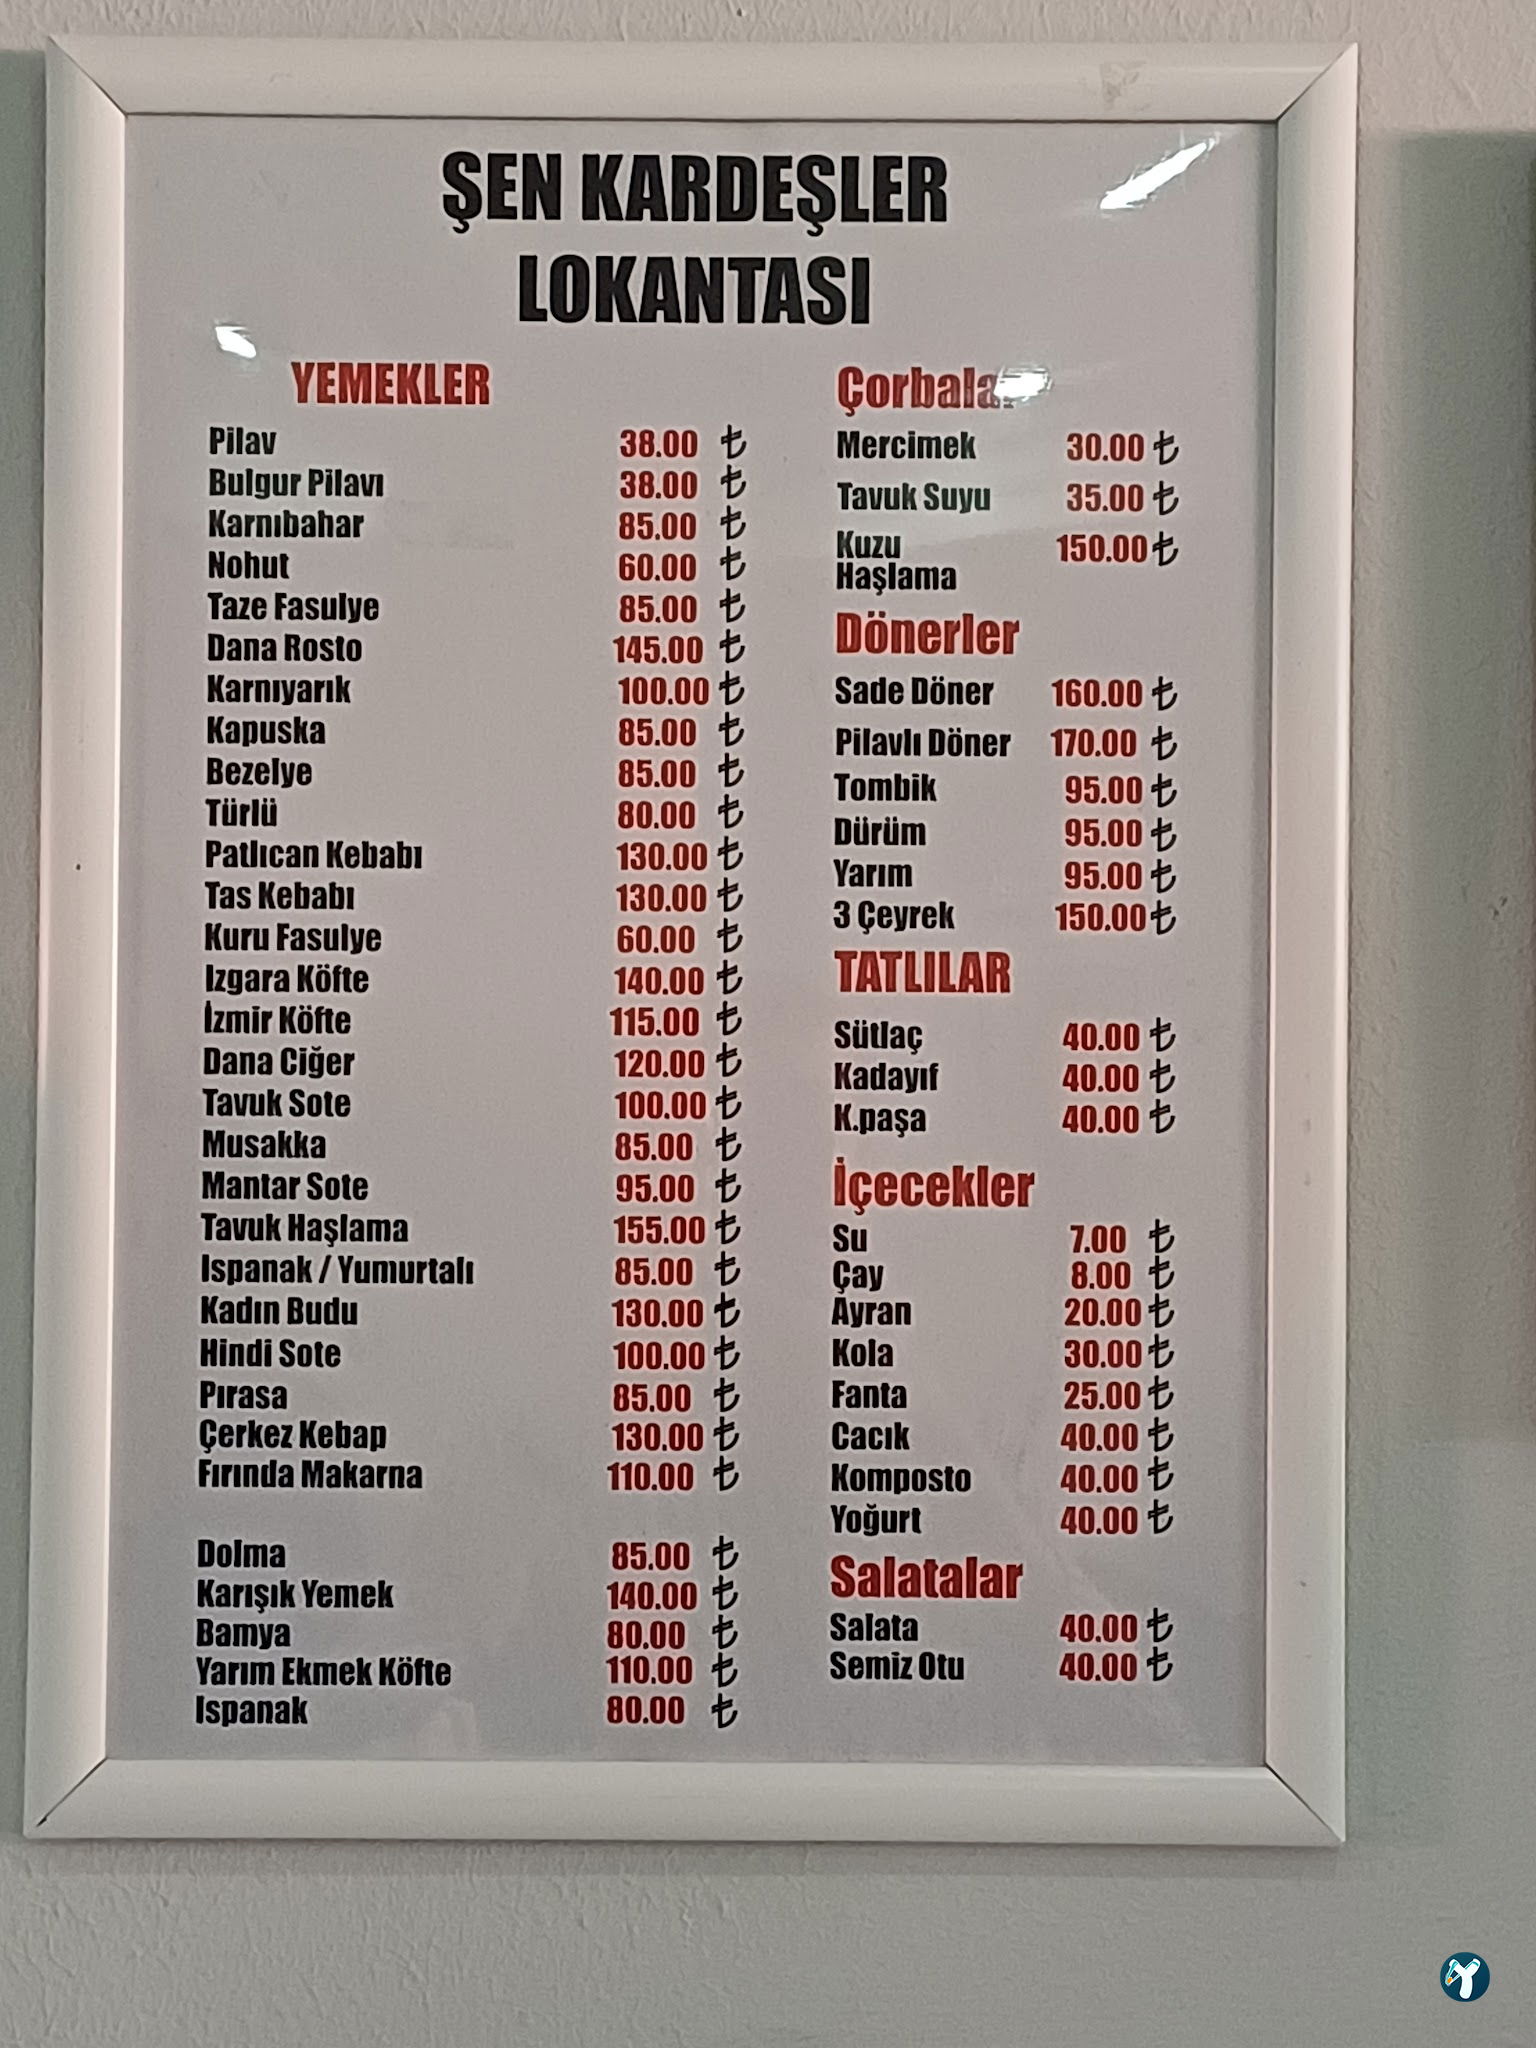 ŞEN KARDEŞLER
LOKANTASI
YEMEKLER
Pilav 38.00 ₺
Bulgur Pilavı 38.00 ₺
Karnıbahar 85.00 ₺
Nohut 60.00 ₺
Taze Fasulye 85.00 ₺
Dana Rosto 145.00 ₺
Karnıyarık 100.00 ₺
Kapuska 85.00 ₺
Bezelye 85.00 ₺
Türlü 80.00 ₺
Patlıcan Kebabı 130.00 ₺
Tas Kebabı 130.00 ₺
Kuru Fasulye 60.00 ₺
Izgara Köfte 140.00 ₺
İzmir Köfte 115.00 ₺
Dana Ciğer 120.00 ₺
Tavuk Sote 100.00 ₺
Musakka 85.00 ₺
Mantar Sote 95.00 ₺
Tavuk Haşlama 155.00 ₺
Ispanak / Yumurtalı 85.00 ₺
Kadın Budu 130.00 ₺
Hindi Sote 100.00 ₺
Pırasa 85.00 ₺
Çerkez Kebap 130.00 ₺
Fırında Makarna 110.00 ₺
Dolma 85.00 ₺
Karışık Yemek 140.00 ₺
Bamya 80.00 ₺
Yarım Ekmek Köfte 110.00 ₺
Ispanak 80.00 ₺
Çorbalar
Mercimek 30.00 ₺
Tavuk Suyu 35.00 ₺
Kuzu 150.00 ₺
Haşlama
Dönerler
Sade Döner 160.00 ₺
Pilavlı Döner 170.00 ₺
Tombik 95.00 ₺
Dürüm 95.00 ₺
Yarım 95.00 ₺
3 Çeyrek 150.00 ₺
TATLILAR
Sütlaç 40.00 ₺
Kadayıf 40.00 ₺
K.paşa 40.00 ₺
İçecekler
Su 7.00 ₺
Çay 8.00 ₺
Ayran 20.00 ₺
Kola 30.00 ₺
Fanta 25.00 ₺
Cacık 40.00 ₺
Komposto 40.00 ₺
Yoğurt 40.00 ₺
Salatalar
Salata 40.00 ₺
Semiz Otu 40.00 ₺